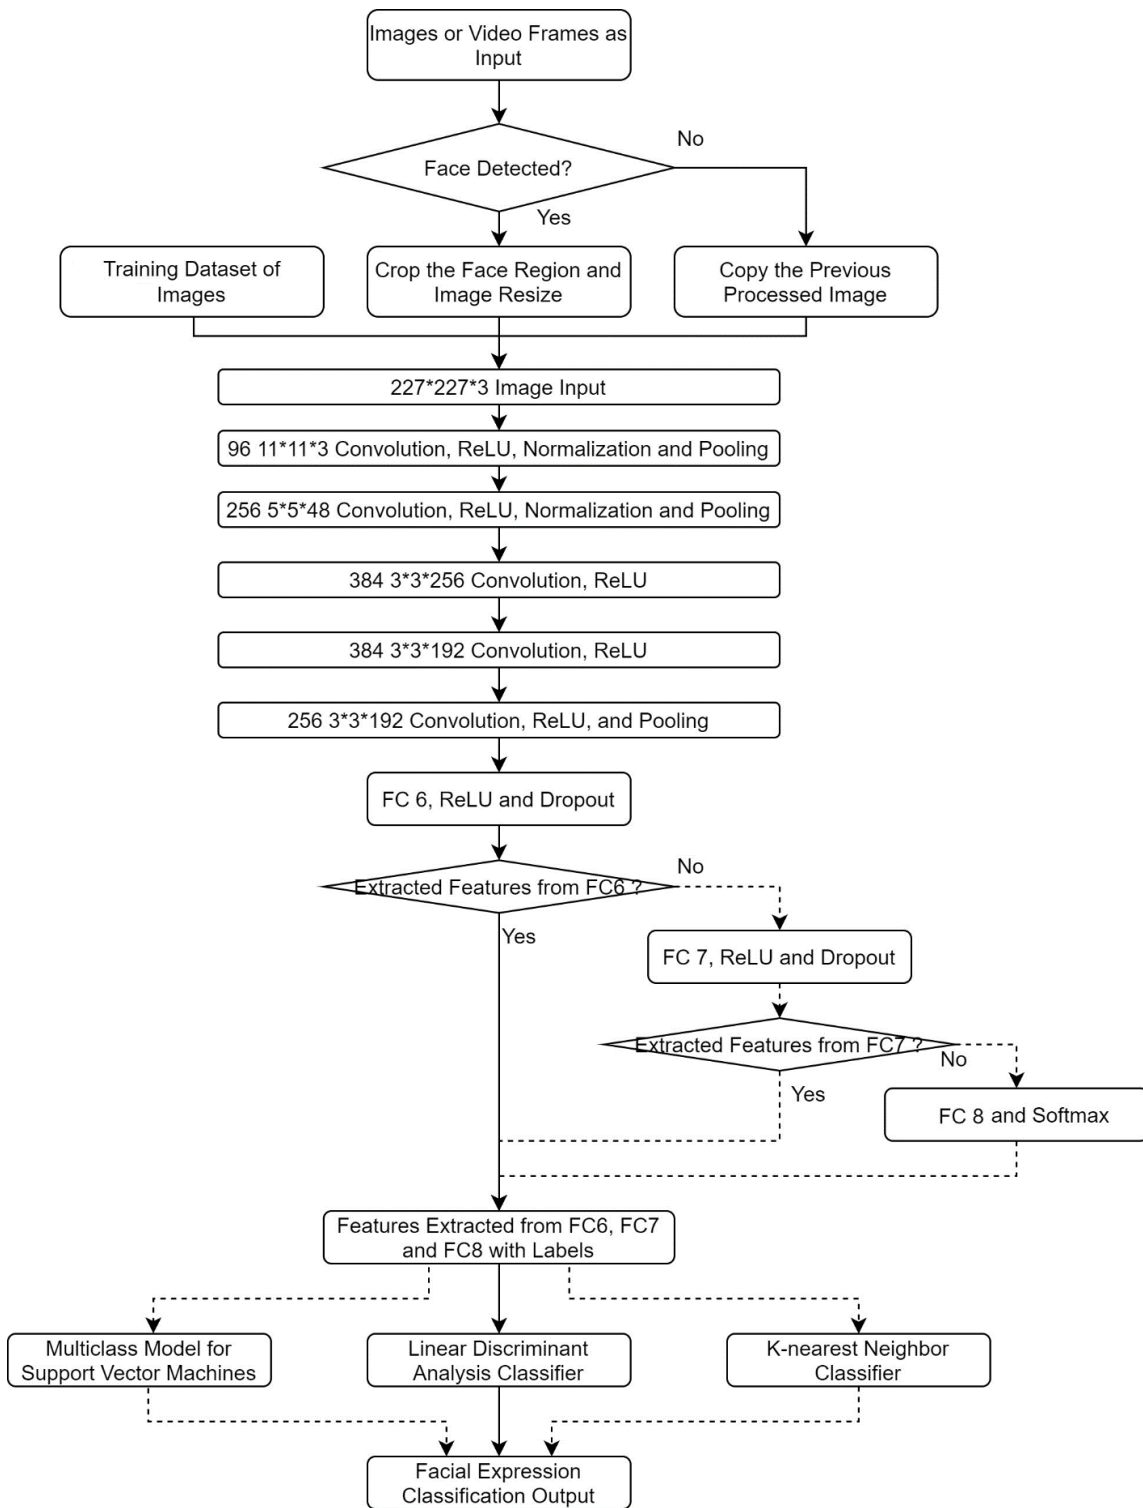 Images or Video Frames as
Input
No
Face Detected?
Yes
Training Dataset of
Images
Crop the Face Region and
Image Resize
Copy the Previous
Processed Image
227*227*3 Image Input
96 11*11*3 Convolution, ReLU, Normalization and Pooling
256 5*5*48 Convolution, ReLU, Normalization and Pooling
384 3*3*256 Convolution, ReLU
384 3*3*192 Convolution, ReLU
256 3*3*192 Convolution, ReLU, and Pooling
FC 6, ReLU and Dropout
No
Extracted Features from FC6 ?
Yes
FC 7, ReLU and Dropout
Extracted Features from FC7 ?
No
Yes
FC 8 and Softmax
Features Extracted from FC6, FC7
and FC8 with Labels
Multiclass Model for
Support Vector Machines
Linear Discriminant
Analysis Classifier
K-nearest Neighbor
Classifier
Facial Expression
Classification Output